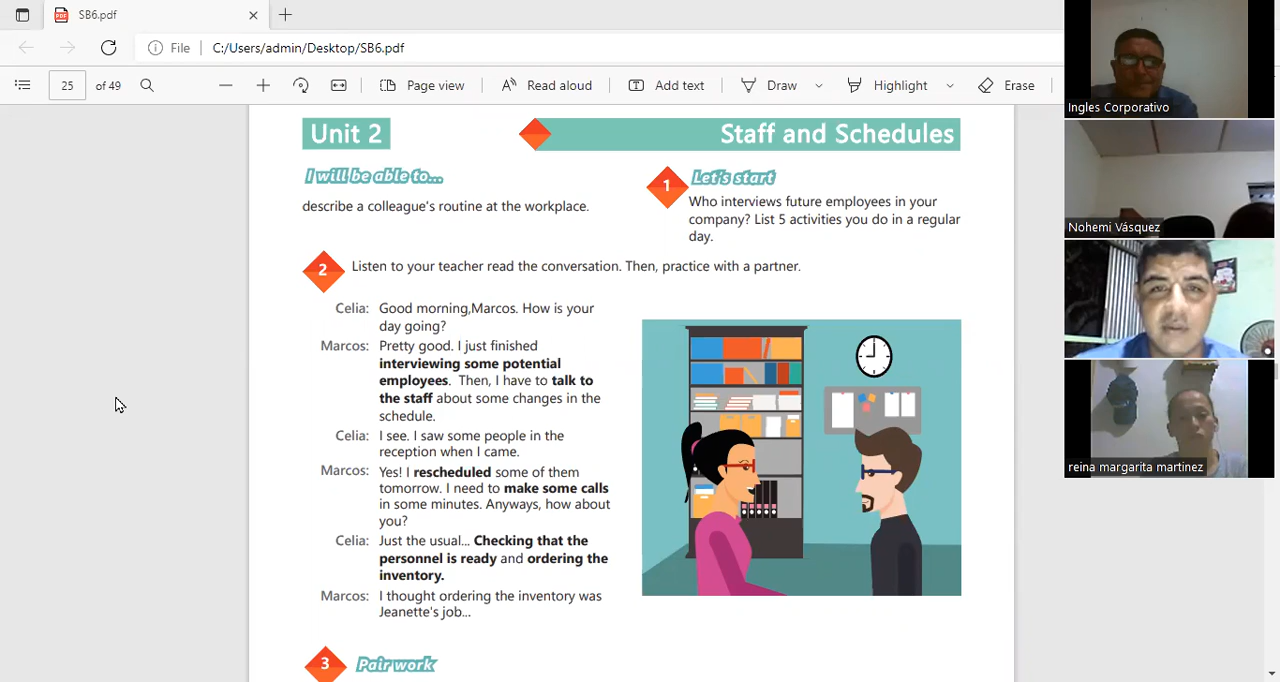 SB6.pdf
File
C:/Users/admin/Desktop/SB6.pdf
25 of 49
Page view
Read aloud
Add text
Draw
Highlight
Erase
Unit 2
Staff and Schedules
I will be able to...
describe a colleague's routine at the workplace.
1
Let's start
Who interviews future employees in your
company? List 5 activities you do in a regular
day.
2
Listen to your teacher read the conversation. Then, practice with a partner.
Celia: Good morning,Marcos. How is your
day going?
Marcos: Pretty good. I just finished
interviewing some potential
employees. Then, I have to talk to
the staff about some changes in the
schedule.
Celia: I see. I saw some people in the
reception when I came.
Marcos: Yes! I rescheduled some of them
tomorrow. I need to make some calls
in some minutes. Anyways, how about
you?
Celia: Just the usual... Checking that the
personnel is ready and ordering the
inventory.
Marcos: I thought ordering the inventory was
Jeanette's job...
3
Pair work
Ingles Corporativo
Nohemi Vásquez
reina margarita martinez